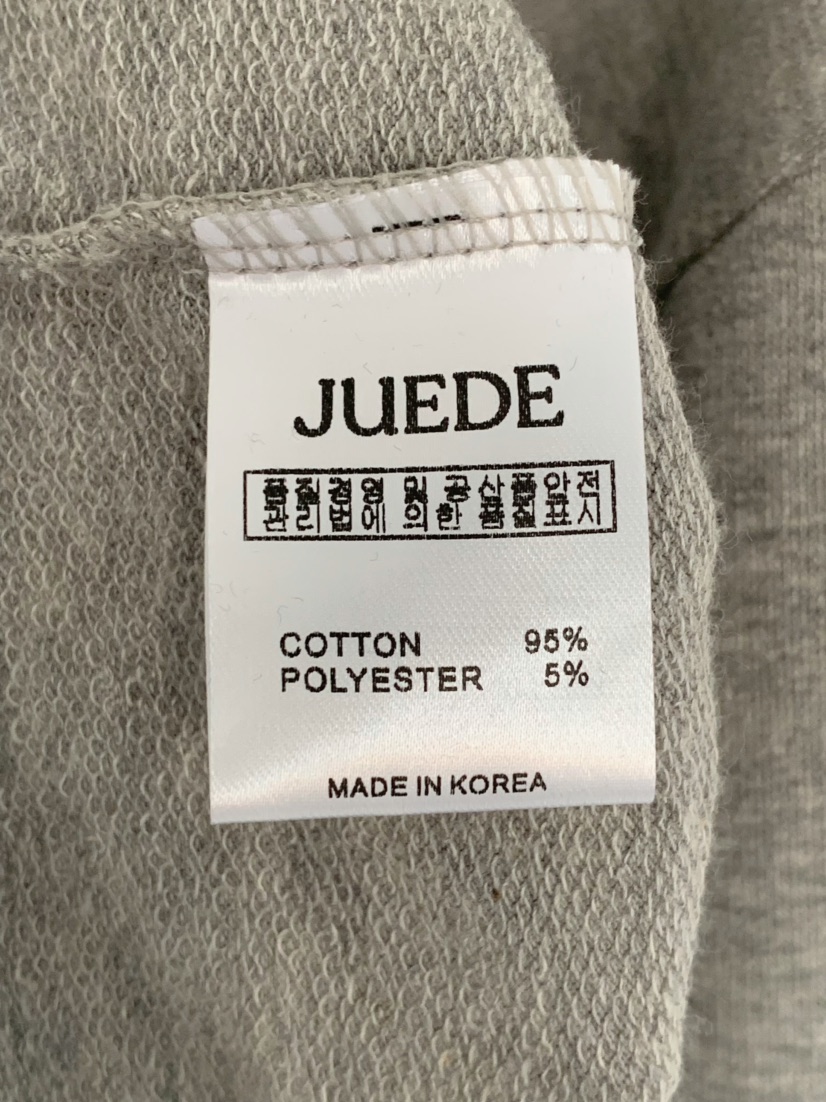 JUEDE
품질경영 및 공산품안전
관리법에 의한 품질표시
COTTON 95%
POLYESTER 5%
MADE IN KOREA